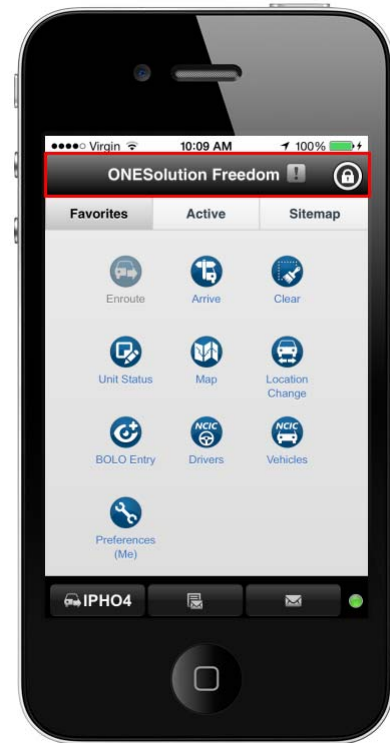 Virgin 10:09 AM 100%
ONESolution Freedom !
Favorites Active Sitemap
Enroute Arrive Clear
Unit Status Map Location
Change
NCIC NCIC
BOLO Entry Drivers Vehicles
Preferences
(Me)
IPHO4